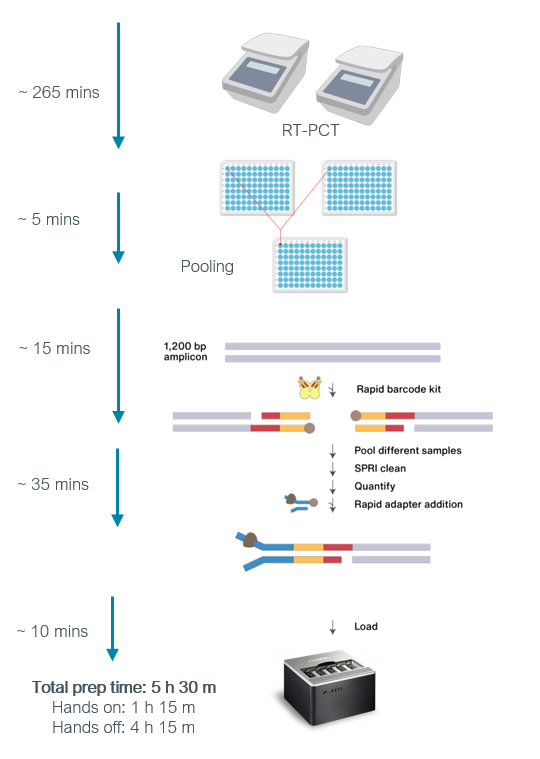 ~ 265 mins
RT-PCT
~ 5 mins
Pooling
~ 15 mins
1,200 bp
amplicon
Rapid barcode kit
Pool different samples
SPRI clean
~ 35 mins
Quantify
Rapid adapter addition
~ 10 mins
Load
Total prep time: 5 h 30 m
Hands on: 1 h 15 m
Hands off: 4 h 15 m